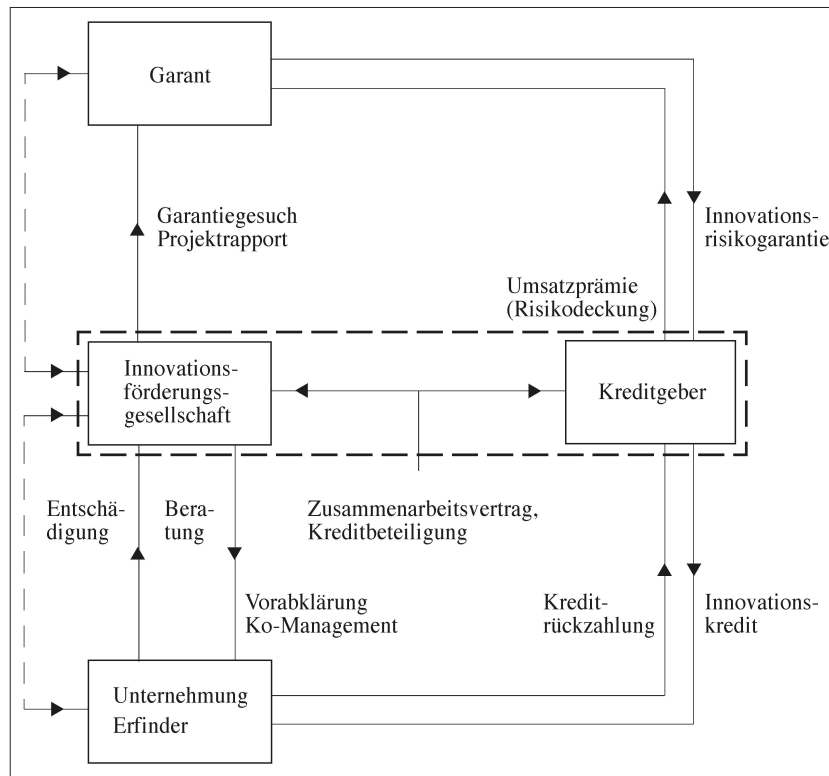 Garant
Garantiegesuch
Projektrapport
Innovations-
risikogarantie
Umsatzprämie
(Risikodeckung)
Innovations-
förderungs-
gesellschaft
Kreditgeber
Entschä-
digung
Bera-
tung
Zusammenarbeitsvertrag,
Kreditbeteiligung
Vorabklärung
Ko-Management
Kredit-
rückzahlung
Innovations-
kredit
Unternehmung
Erfinder